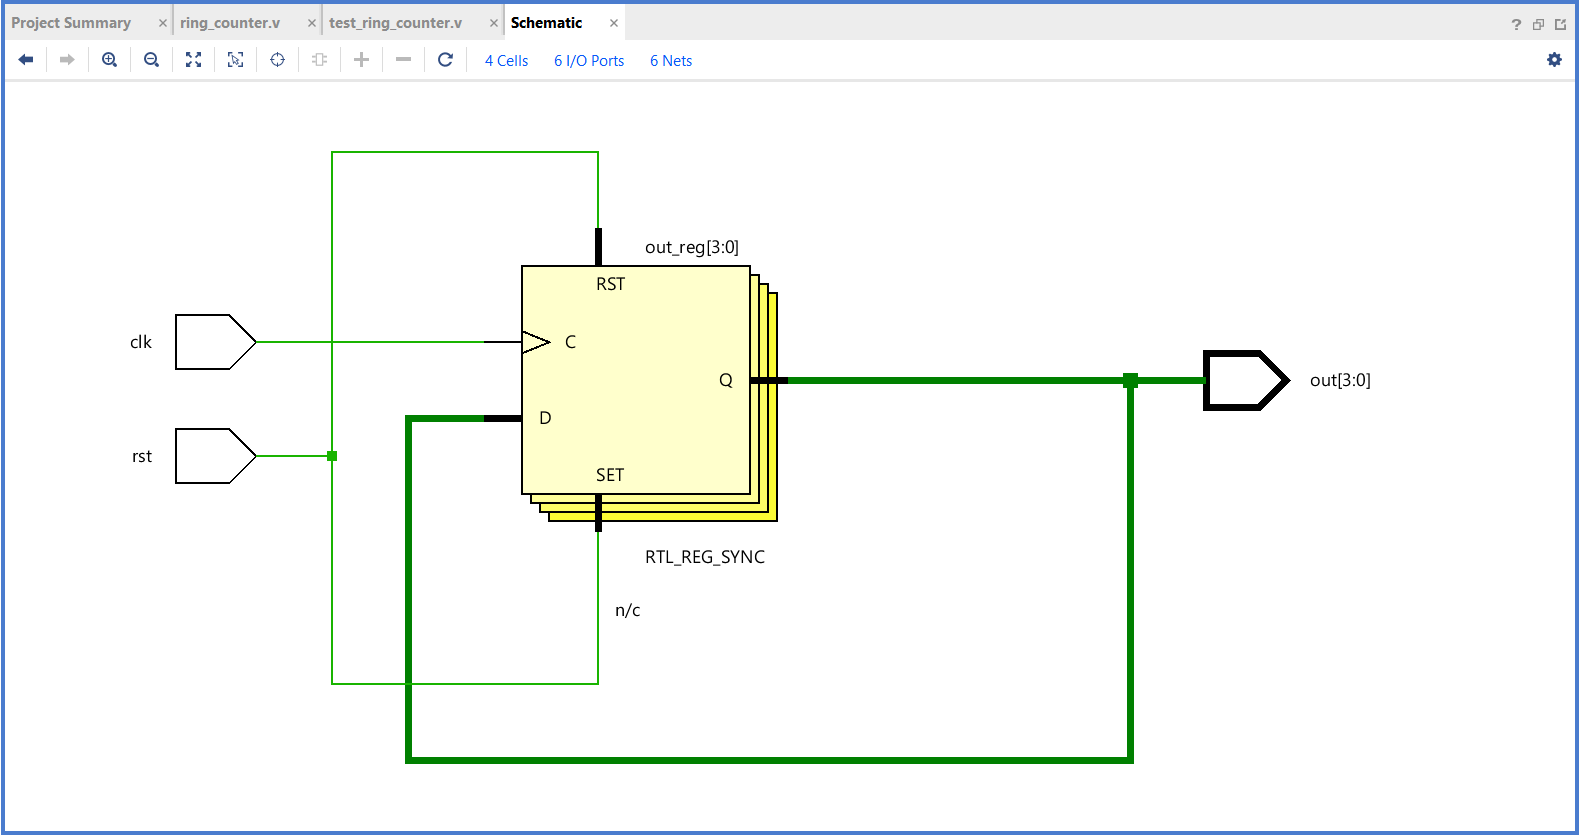 Project Summary × ring_counter.v × test_ring_counter.v × Schematic × ?
4 Cells 6 I/O Ports 6 Nets
out_reg[3:0]
RST
clk C
Q out[3:0]
D
rst
SET
RTL_REG_SYNC
n/c